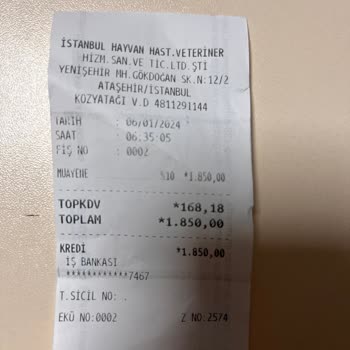 İSTANBUL HAYVAN HAST.VETERİNER
HİZM.SAN.VE TİC.LTD.ŞTİ
YENİŞEHİR MH.GÖKDOĞAN SK.N:12/2
ATAŞEHİR/İSTANBUL
KOZYATAĞI V.D 4811291144
TARİH : 06/01/2024
SAAT : 06:35:05
FİŞ NO : 0002
MUAYENE %10 *1.850,00
TOPKDV *168,18
TOPLAM *1.850,00
KREDİ *1.850,00
İŞ BANKASI
************7467
T.SİCİL NO: .
EKÜ NO:0002 Z NO:2574